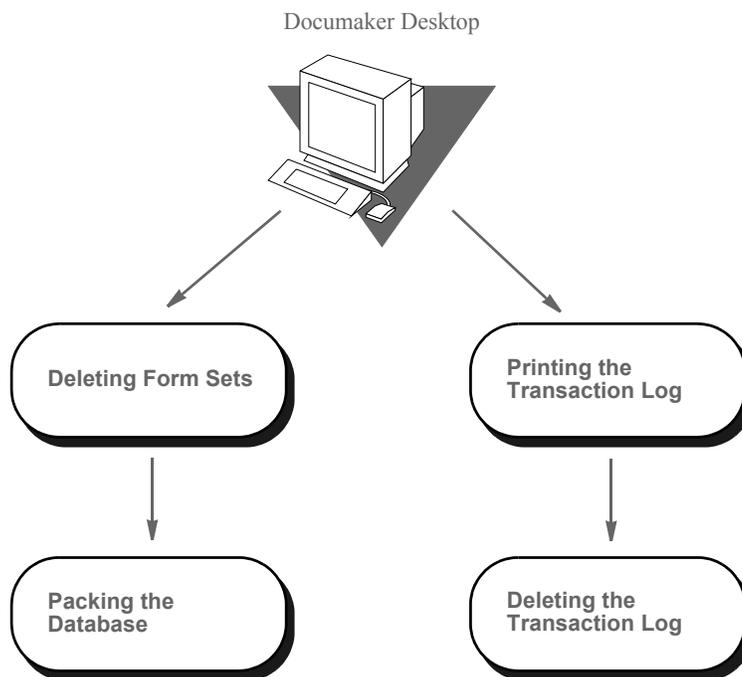 Documaker Desktop
Deleting Form Sets
Printing the
Transaction Log
Packing the
Database
Deleting the
Transaction Log